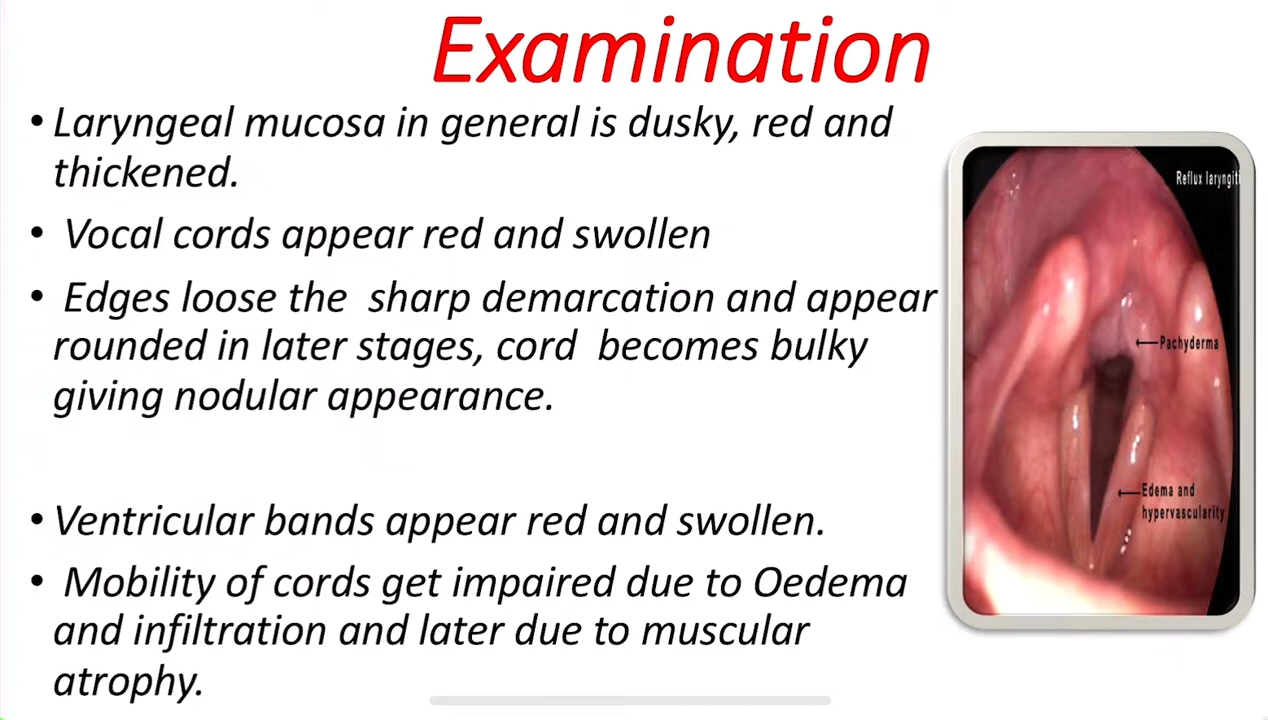 Examination
• Laryngeal mucosa in general is dusky, red and
thickened.
• Vocal cords appear red and swollen
• Edges loose the sharp demarcation and appear
rounded in later stages, cord becomes bulky
giving nodular appearance.
• Ventricular bands appear red and swollen.
• Mobility of cords get impaired due to Oedema
and infiltration and later due to muscular
atrophy.
Reflux laryngiti
Pachyderma
Edema and
hypervascularity